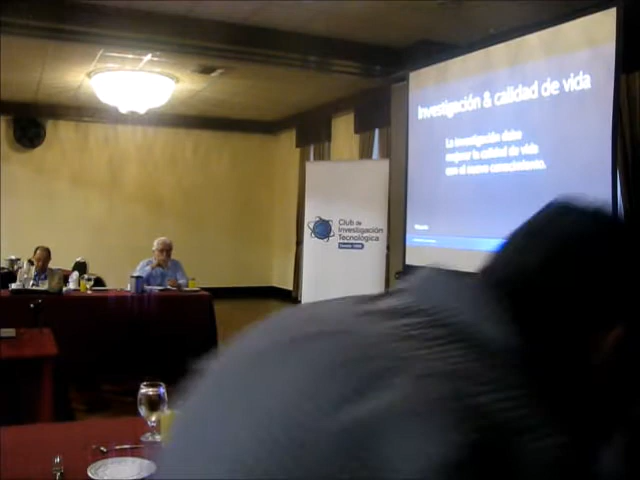 Investigación & calidad de vida
La investigación debe
mejorar la calidad de vida
con el nuevo conocimiento.
Club de
Investigación
Tecnológica